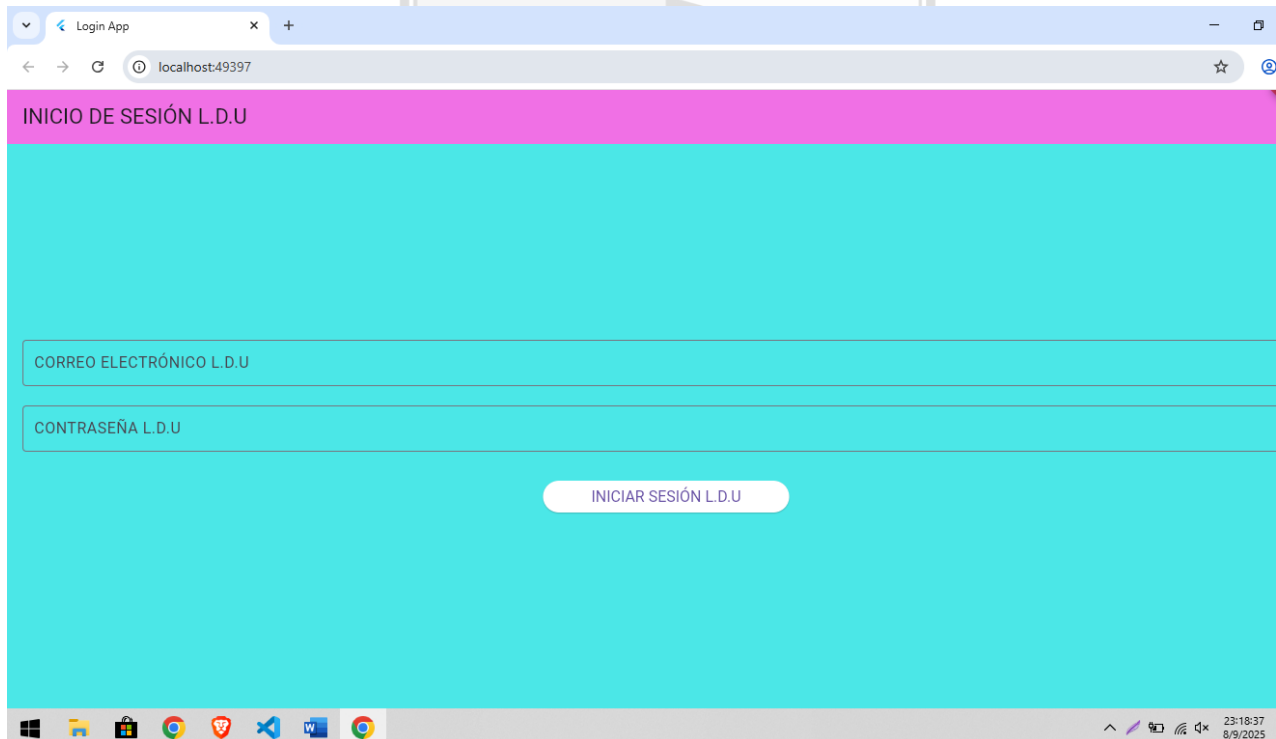 Login App
localhost:49397
INICIO DE SESIÓN L.D.U
CORREO ELECTRÓNICO L.D.U
CONTRASEÑA L.D.U
INICIAR SESIÓN L.D.U
23:18:37
8/9/2025